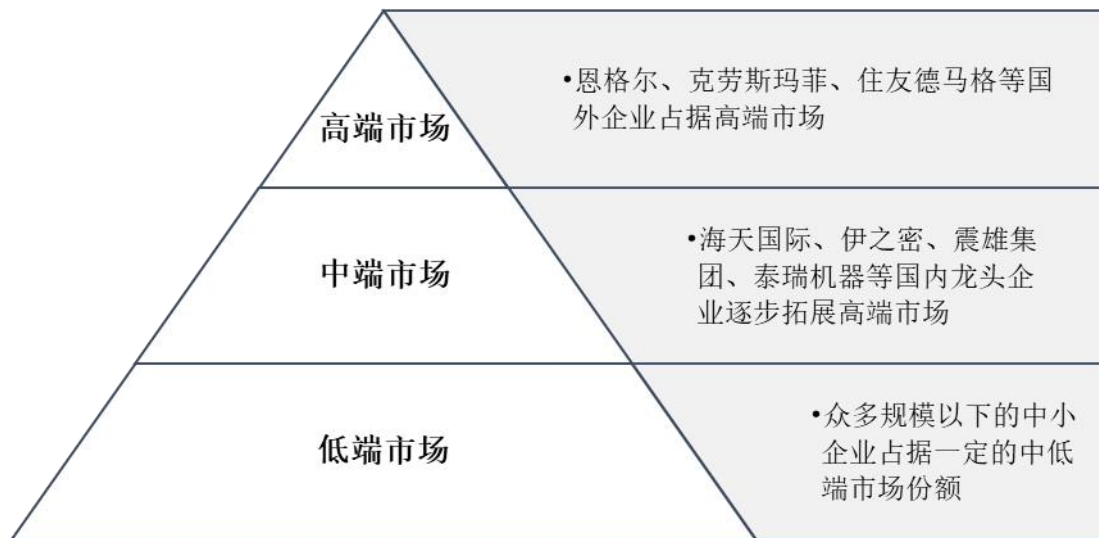 高端市场
•恩格尔、克劳斯玛菲、住友德马格等国
外企业占据高端市场
中端市场
•海天国际、伊之密、震雄集
团、泰瑞机器等国内龙头企
业逐步拓展高端市场
低端市场
•众多规模以下的中小
企业占据一定的中低
端市场份额